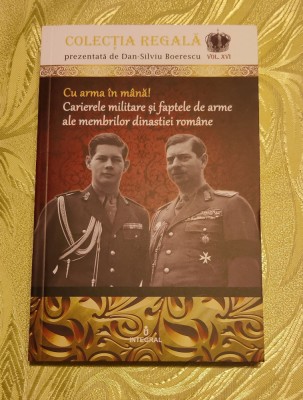 COLECȚIA REGALĂ
prezentată de Dan-Silviu Boerescu
VOL. XVI
Cu arma în mână!
Carierele militare și faptele de arme
ale membrilor dinastiei române
INTEGRAL